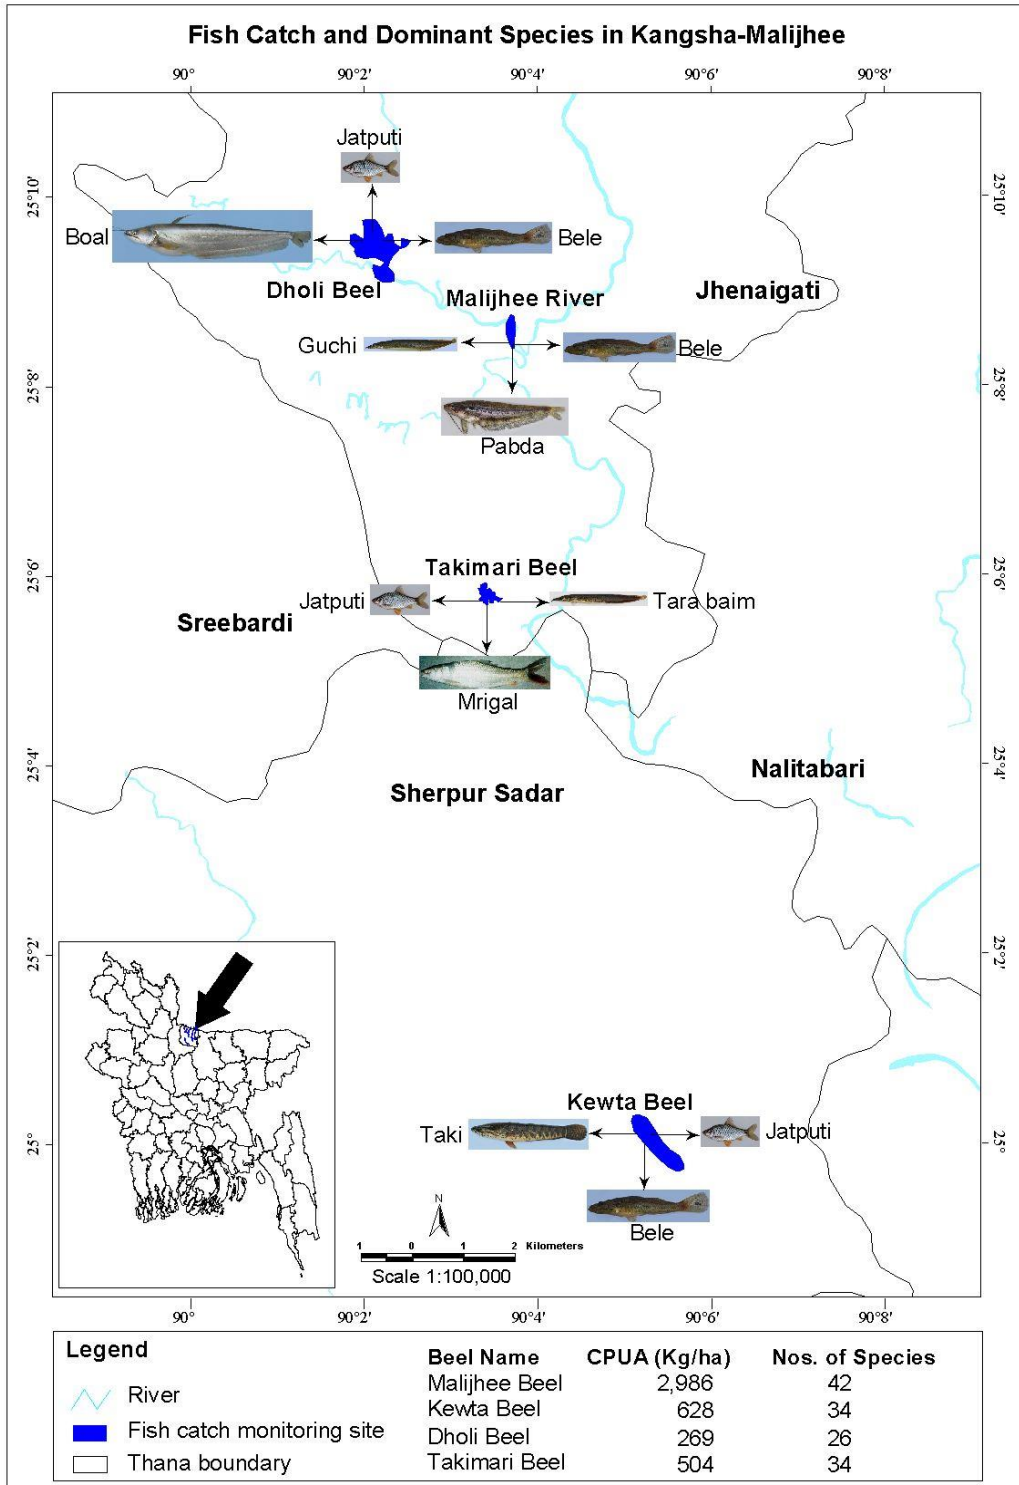 Fish Catch and Dominant Species in Kangsha-Malijhee
90° 90°2' 90°4' 90°6' 90°8'
Jatputi
25°10' 25°10'
Boal Bele
Dholi Beel
Malijhee River
Jhenaigati
Guchi Bele
25°8' 25°8'
Pabda
Takimari Beel
25°6' 25°6'
Jatputi Tara baim
Sreebardi
Mrigal
25°4' 25°4'
Nalitabari
Sherpur Sadar
25°2' 25°2'
Kewta Beel
Taki Jatputi
25° 25°
Bele
N
1 0 1 2 Kilometers
Scale 1:100,000
90° 90°2' 90°4' 90°6' 90°8'
Legend
River
Fish catch monitoring site
Thana boundary
Beel Name CPUA (Kg/ha) Nos. of Species
Malijhee Beel 2,986 42
Kewta Beel 628 34
Dholi Beel 269 26
Takimari Beel 504 34